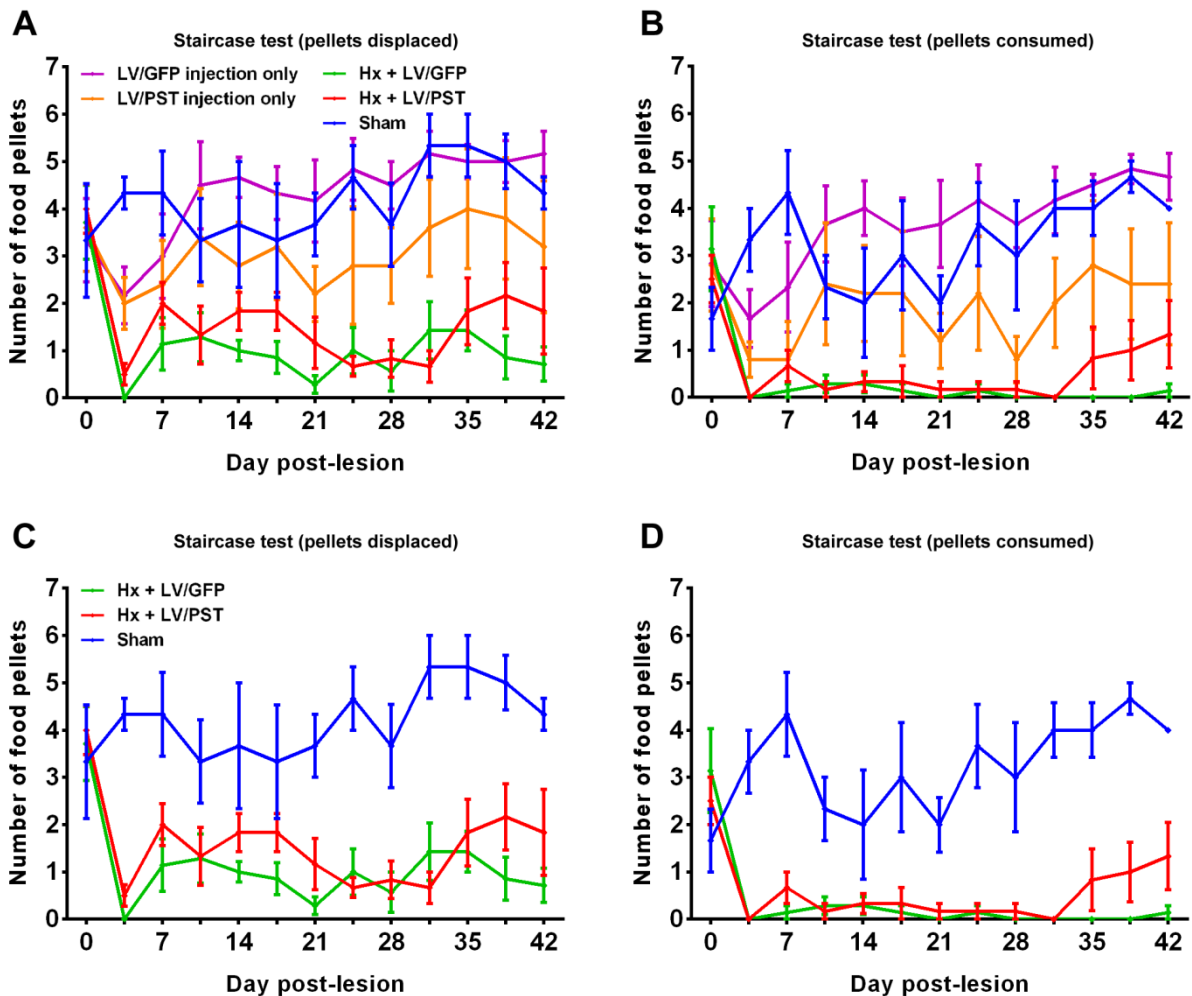 A
Staircase test (pellets displaced)
LV/GFP injection only
LV/PST injection only
Hx + LV/GFP
Hx + LV/PST
Sham
Number of food pellets
7
6
5
4
3
2
1
0
0 7 14 21 28 35 42
Day post-lesion
B
Staircase test (pellets consumed)
Number of food pellets
7
6
5
4
3
2
1
0
0 7 14 21 28 35 42
Day post-lesion
C
Staircase test (pellets displaced)
Hx + LV/GFP
Hx + LV/PST
Sham
Number of food pellets
7
6
5
4
3
2
1
0
0 7 14 21 28 35 42
Day post-lesion
D
Staircase test (pellets consumed)
Number of food pellets
7
6
5
4
3
2
1
0
0 7 14 21 28 35 42
Day post-lesion